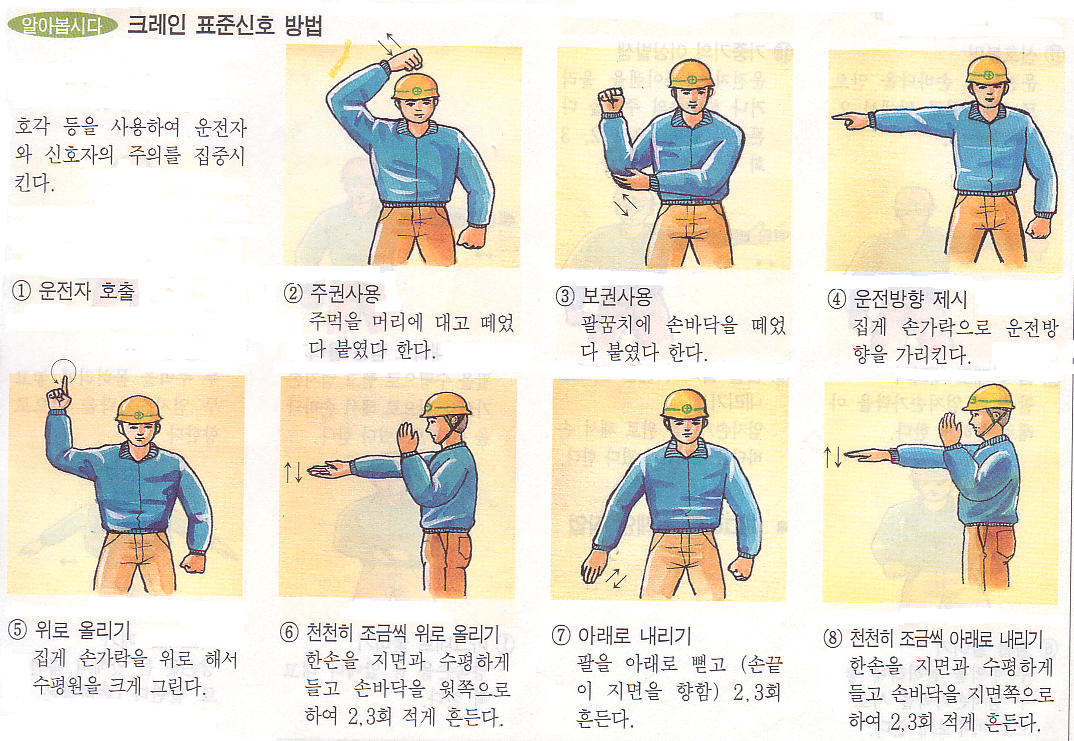 알아봅시다 크레인 표준신호 방법
호각 등을 사용하여 운전자
와 신호자의 주의를 집중시
킨다.
① 운전자 호출
② 주권사용
주먹을 머리에 대고 떼었
다 붙였다 한다.
③ 보권사용
팔꿈치에 손바닥을 떼었
다 붙였다 한다.
④ 운전방향 제시
집게 손가락으로 운전방
향을 가리킨다.
⑤ 위로 올리기
집게 손가락을 위로 해서
수평원을 크게 그린다.
⑥ 천천히 조금씩 위로 올리기
한손을 지면과 수평하게
들고 손바닥을 윗쪽으로
하여 2,3회 적게 흔든다.
⑦ 아래로 내리기
팔을 아래로 뻗고 (손끝
이 지면을 향함) 2,3회
흔든다.
⑧ 천천히 조금씩 아래로 내리기
한손을 지면과 수평하게
들고 손바닥을 지면쪽으로
하여 2,3회 적게 흔든다.